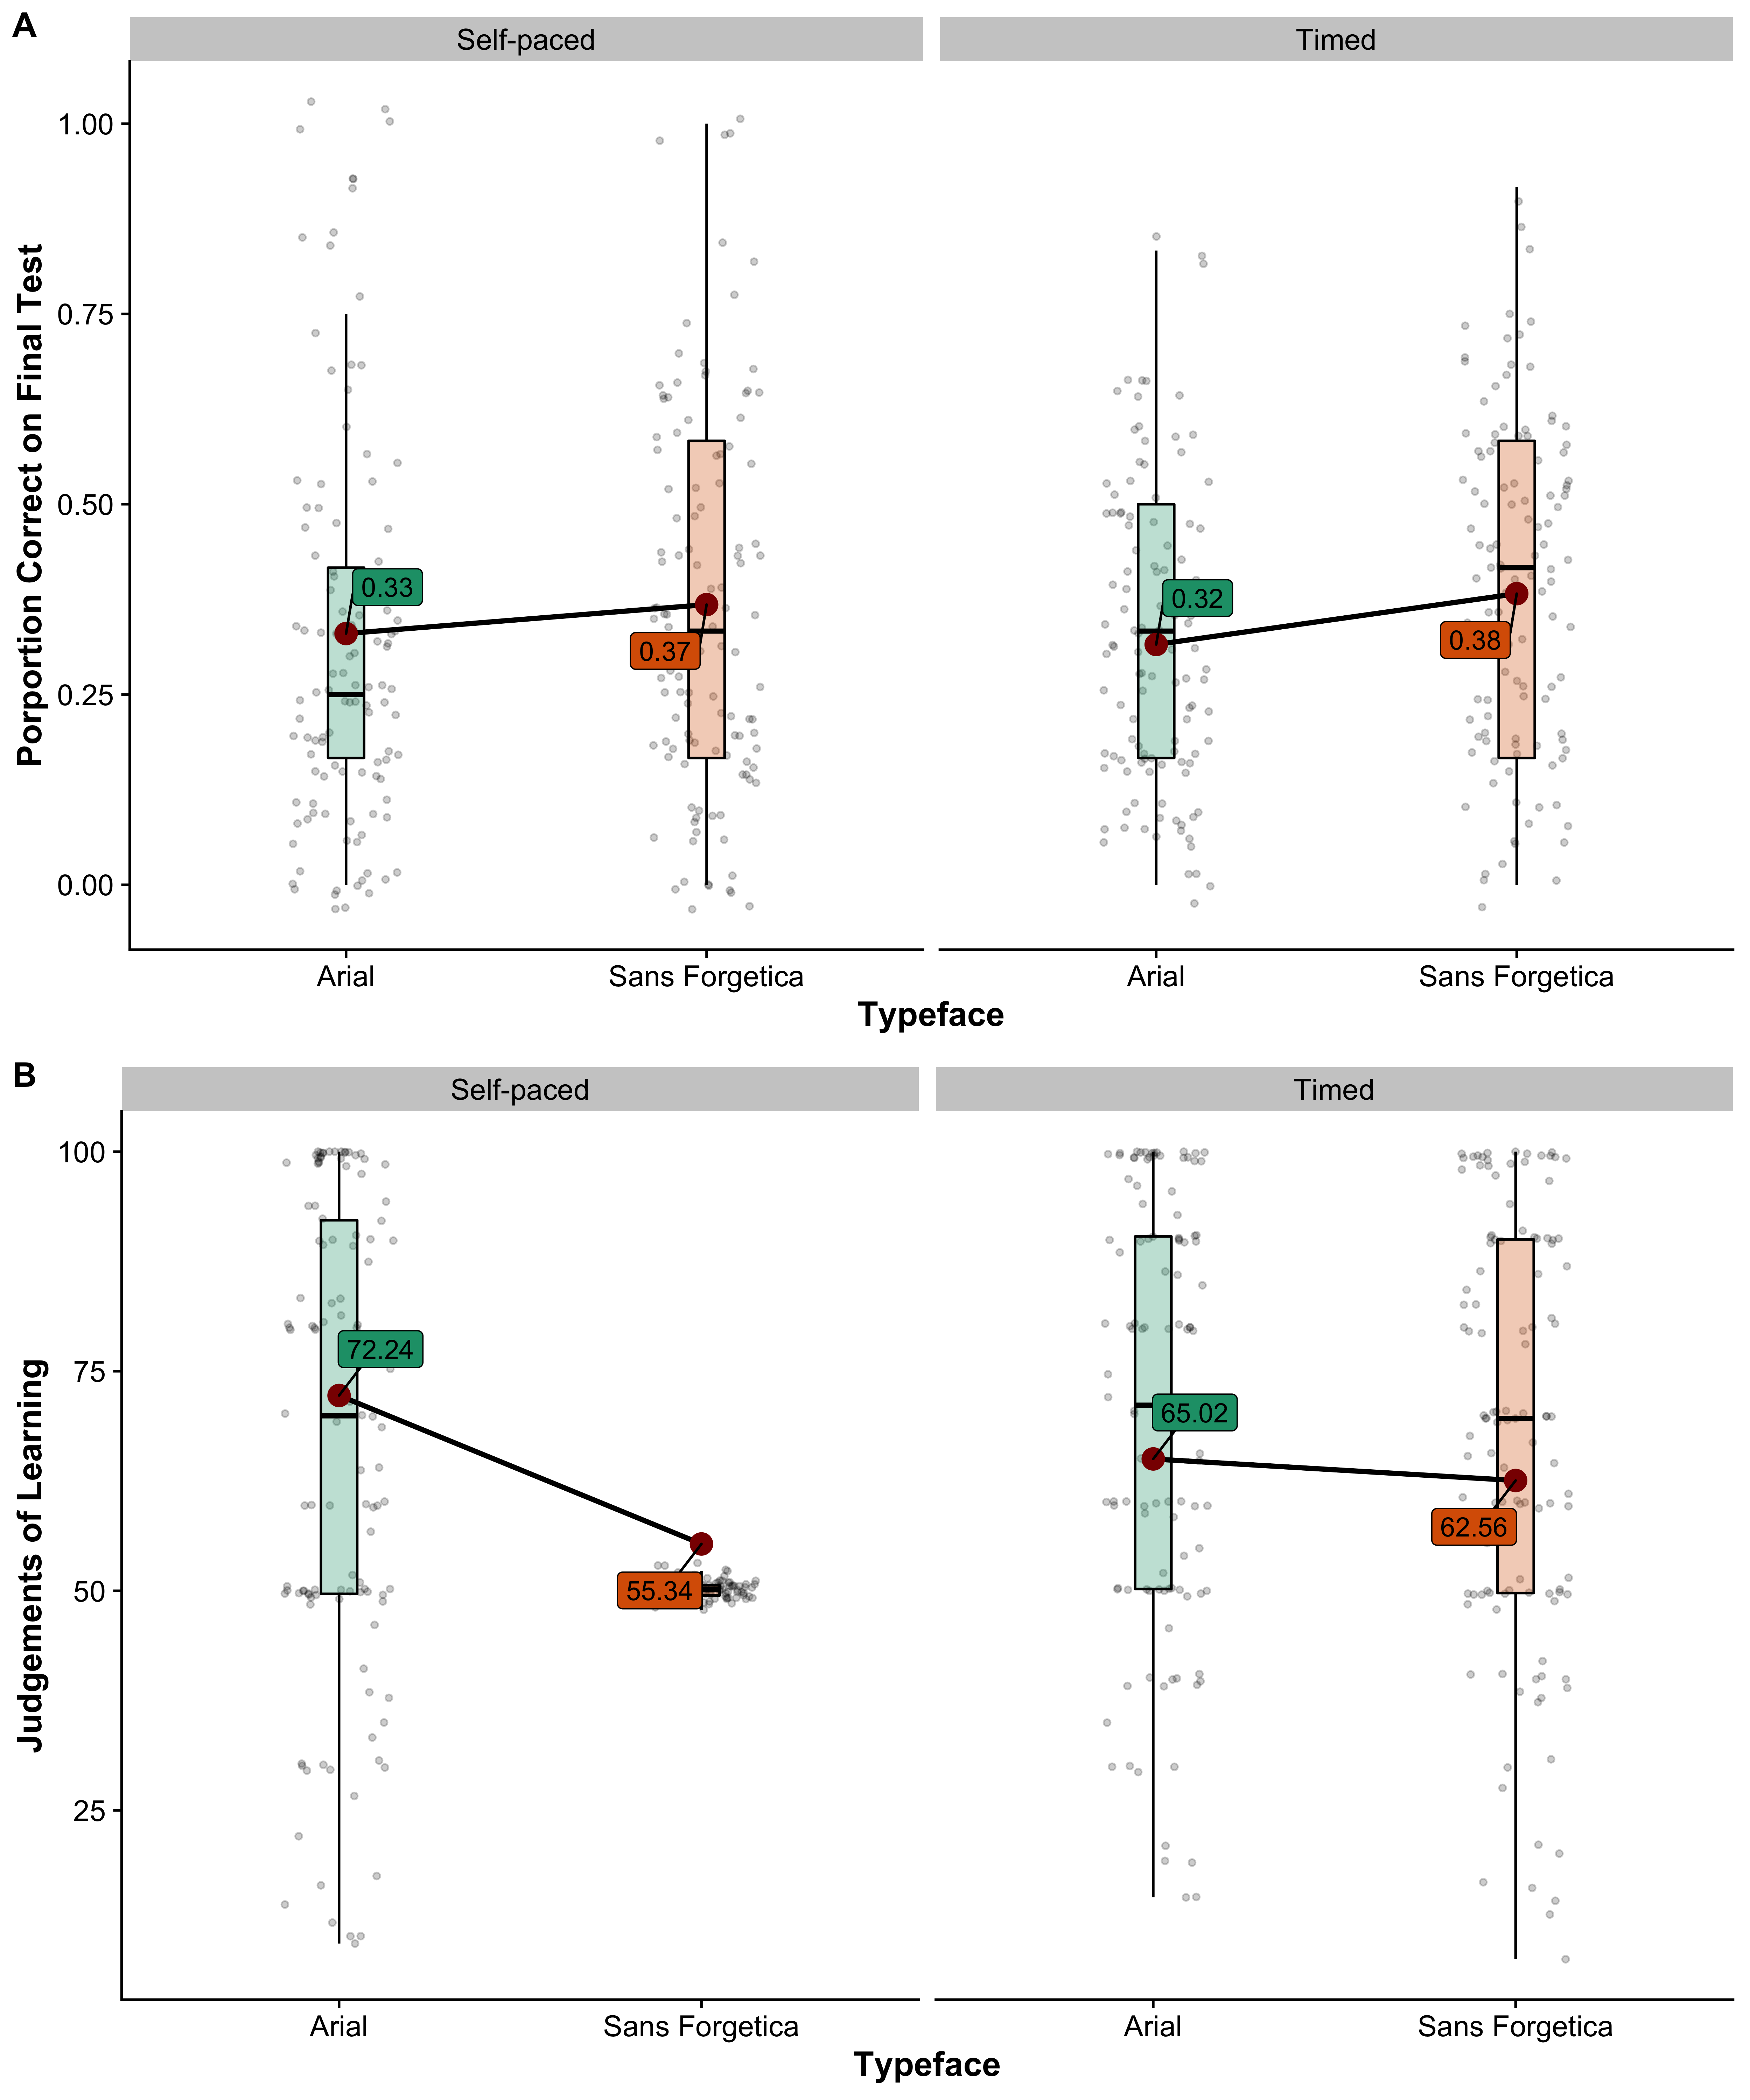 A
Self-paced
Timed
Porportion Correct on Final Test
1.00
0.75
0.50
0.25
0.00
0.33
0.37
0.32
0.38
Arial
Sans Forgetica
Arial
Sans Forgetica
Typeface
B
Self-paced
Timed
Judgements of Learning
100
75
50
25
72.24
55.34
65.02
62.56
Arial
Sans Forgetica
Arial
Sans Forgetica
Typeface